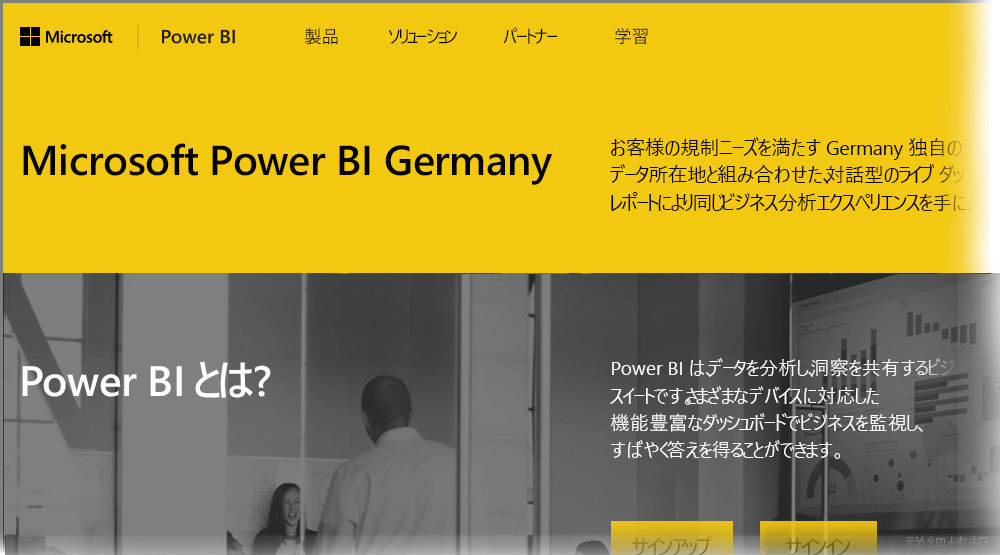 Microsoft Power BI 製品 ソリューション パートナー 学習
Microsoft Power BI Germany
お客様の規制ニーズを満たす Germany 独自の
データ所在地と組み合わせた、対話型のライブ ダッシ
レポートにより同じビジネス分析エクスペリエンスを手に
Power BI とは?
Power BI は、データを分析し、洞察を共有するビジ
スイートです。さまざまなデバイスに対応した
機能豊富なダッシュボードでビジネスを監視し、
すばやく答えを得ることができます。
サインアップ サインイン 詳細情報